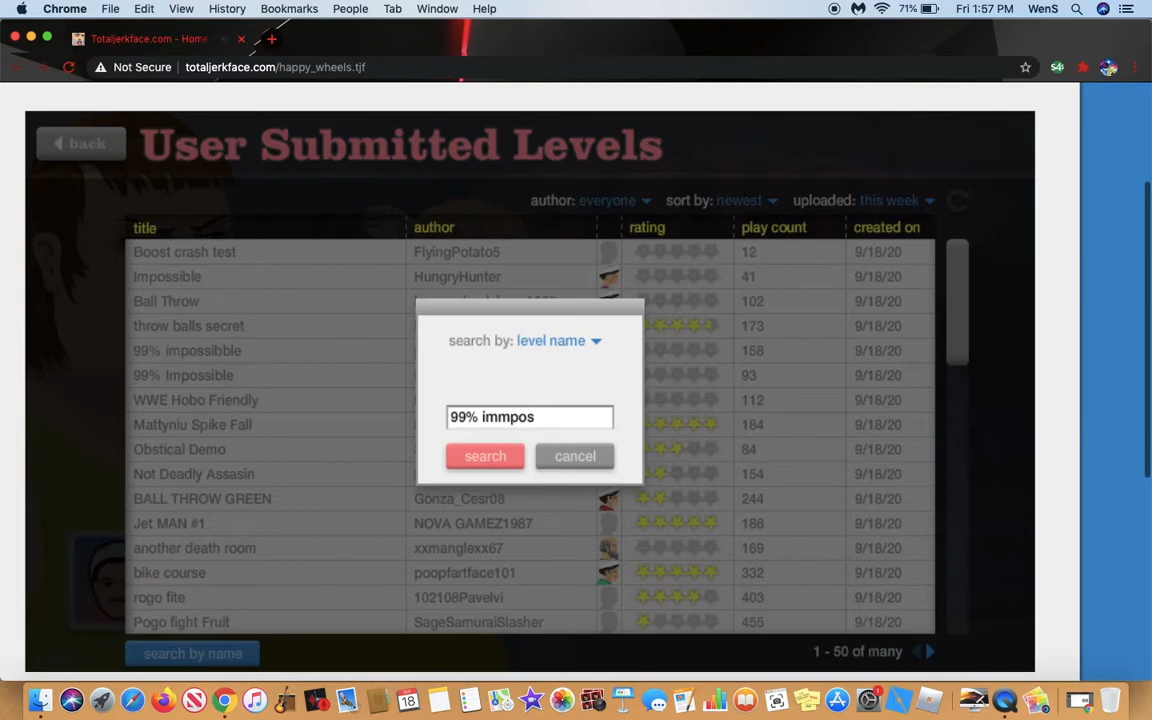 Chrome File Edit View History Bookmarks People Tab Window Help 71% Fri 1:57 PM WenS
Totaljerkface.com - Home
Not Secure totaljerkface.com/happy_wheels.tjf
back User Submitted Levels
author: everyone sort by: newest uploaded: this week
title author rating play count created on
Boost crash test FlyingPotato5 12 9/18/20
Impossible HungryHunter 41 9/18/20
Ball Throw 102 9/18/20
throw balls secret 173 9/18/20
99% impossibble 158 9/18/20
99% Impossible 93 9/18/20
WWE Hobo Friendly 112 9/18/20
Mattyniu Spike Fall 184 9/18/20
Obstical Demo 84 9/18/20
Not Deadly Assasin 154 9/18/20
BALL THROW GREEN Gonza_Cesr08 244 9/18/20
Jet MAN #1 NOVA GAMEZ1987 186 9/18/20
another death room xxmanglexx67 169 9/18/20
bike course poopfartface101 332 9/18/20
rogo fite 102108Pavelvi 403 9/18/20
Pogo fight Fruit SageSamuraiSlasher 455 9/18/20
search by: level name
99% immpos
search cancel
search by name 1 - 50 of many